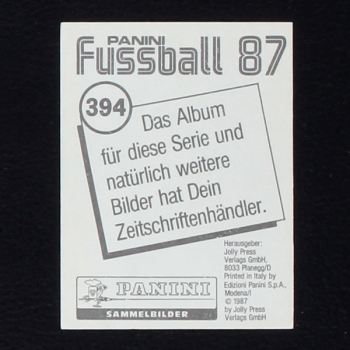 PANINI
Fussball 87
394
Das Album
für diese Serie und
natürlich weitere
Bilder hat Dein
Zeitschriftenhändler.
Herausgeber:
Jolly Press
Verlags GmbH,
8033 Planegg/D
Printed in Italy by
Edizioni Panini S.p.A.,
Modena/I
© 1987
by Jolly Press
Verlags GmbH
PANINI
SAMMELBILDER